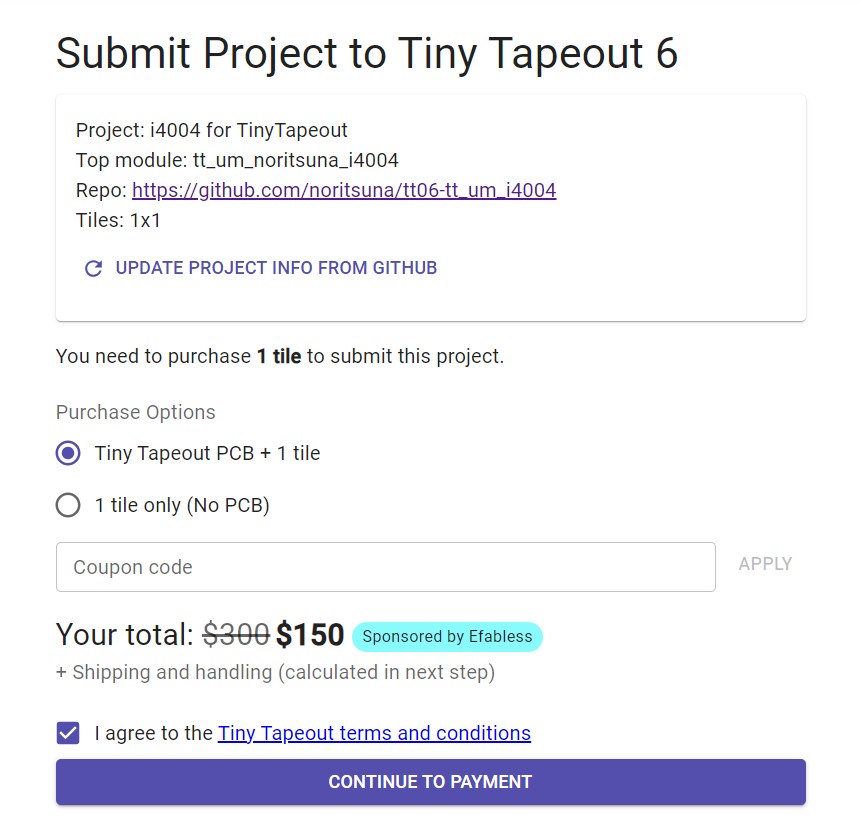 Submit Project to Tiny Tapeout 6
Project: i4004 for TinyTapeout
Top module: tt_um_noritsuna_i4004
Repo: https://github.com/noritsuna/tt06-tt_um_i4004
Tiles: 1x1
UPDATE PROJECT INFO FROM GITHUB
You need to purchase 1 tile to submit this project.
Purchase Options
Tiny Tapeout PCB + 1 tile
1 tile only (No PCB)
Coupon code
APPLY
Your total: $300 $150 Sponsored by Efabless
+ Shipping and handling (calculated in next step)
I agree to the Tiny Tapeout terms and conditions
CONTINUE TO PAYMENT